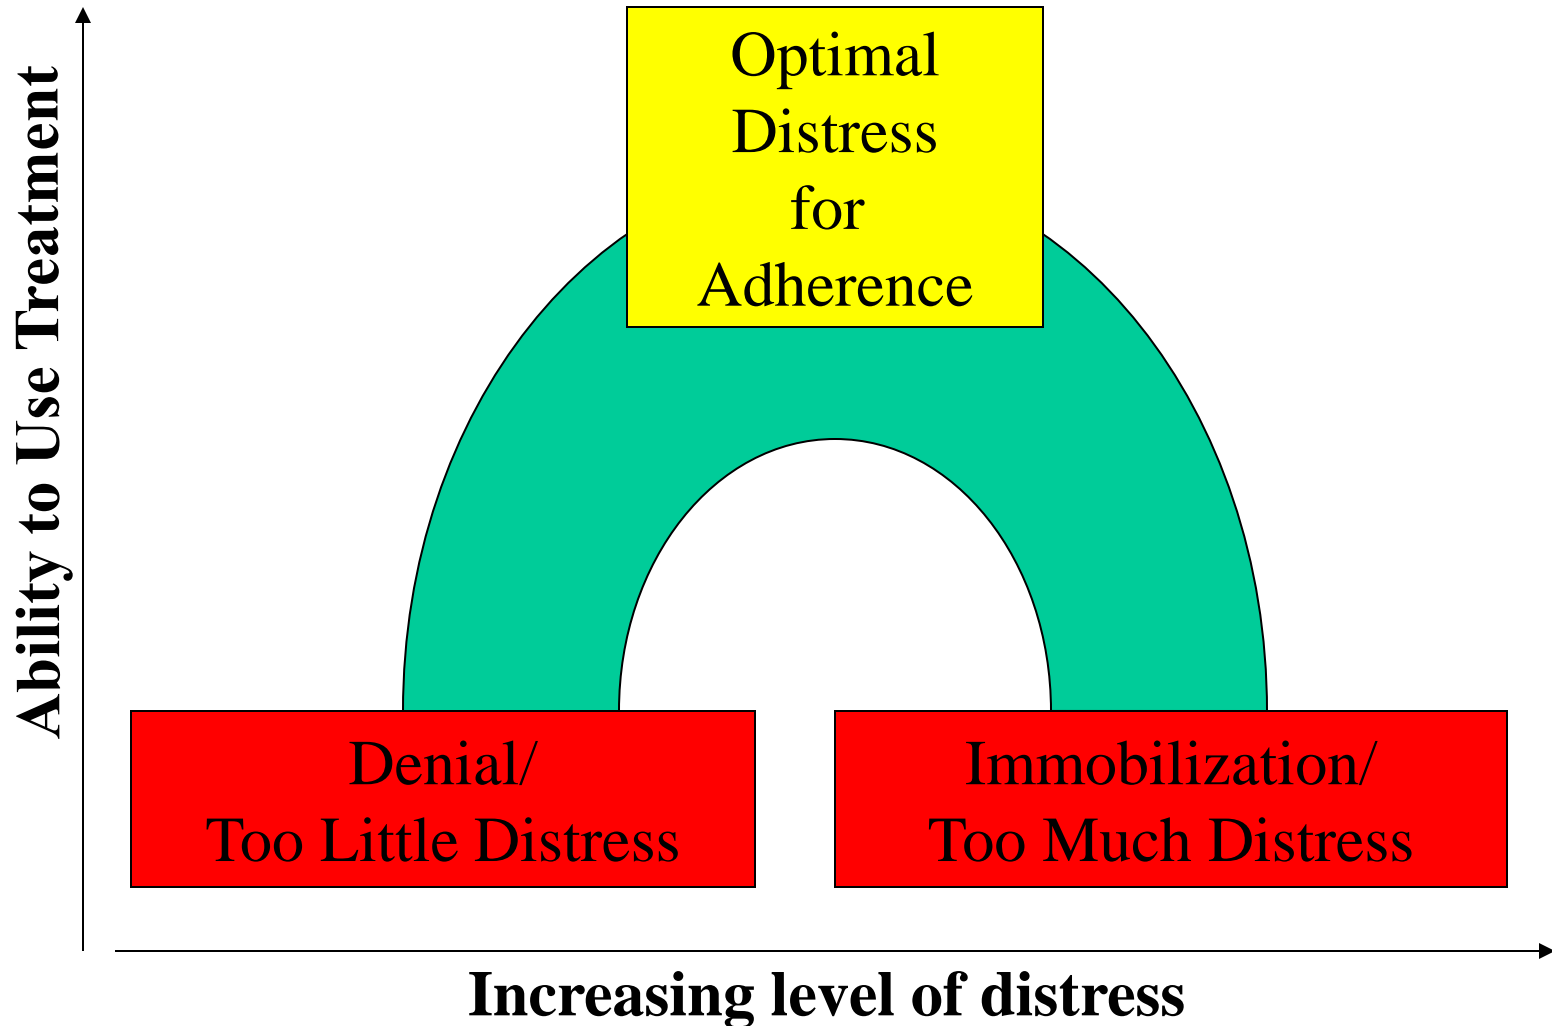 Optimal
Distress
for
Adherence
Ability to Use Treatment
Denial/
Too Little Distress
Immobilization/
Too Much Distress
Increasing level of distress